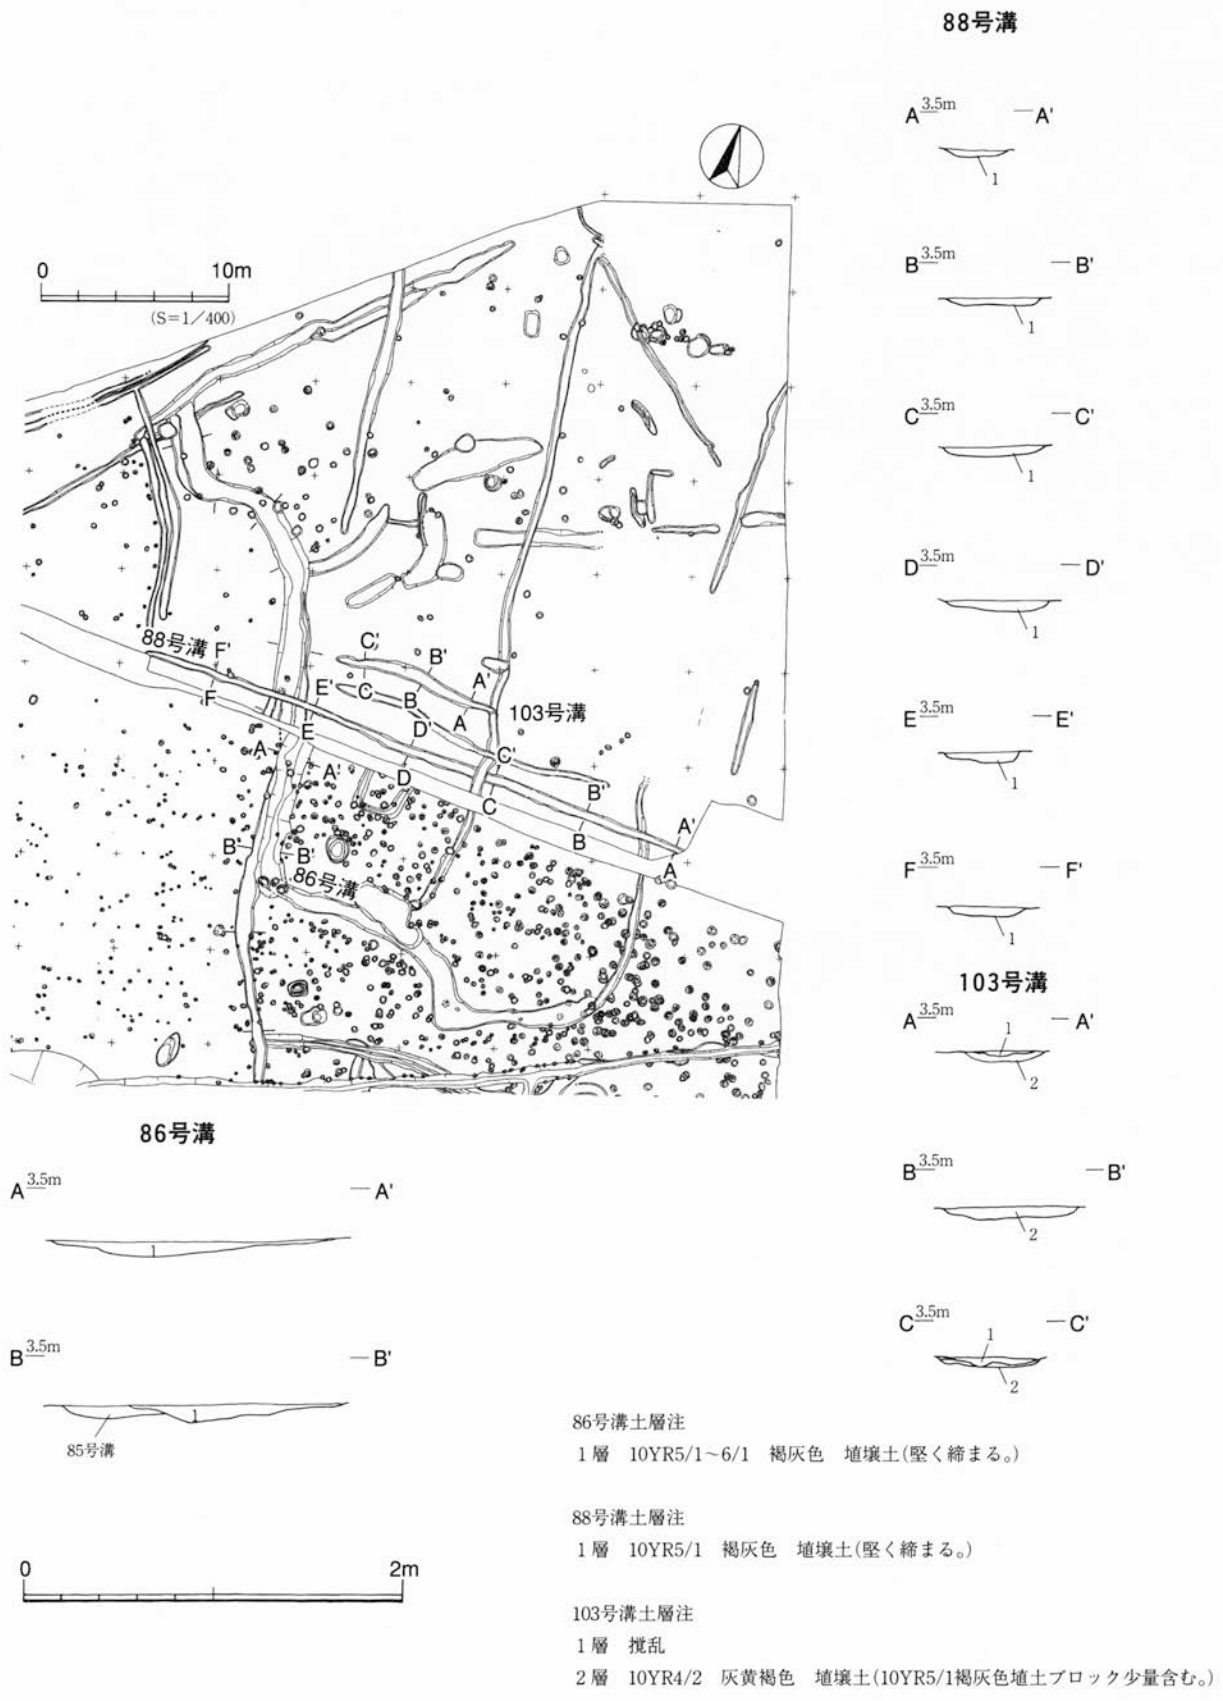 88号溝
A 3.5m A'
1
B 3.5m B'
1
C 3.5m C'
1
D 3.5m D'
1
E 3.5m E'
1
F 3.5m F'
1
103号溝
A 3.5m A'
1
2
B 3.5m B'
2
C 3.5m C'
1
2
0 10m
(S=1/400)
88号溝 F'
F
C'
B'
A'
E'
C
B
A
103号溝
E
D'
C'
A
A'
D
C
B'
B
A'
A
B'
B'
86号溝
86号溝
A 3.5m A'
1
B 3.5m B'
1
85号溝
0 2m
86号溝土層注
1層 10YR5/1~6/1 褐灰色 埴壌土(堅く締まる。)
88号溝土層注
1層 10YR5/1 褐灰色 埴壌土(堅く締まる。)
103号溝土層注
1層 撹乱
2層 10YR4/2 灰黄褐色 埴壌土(10YR5/1褐灰色埴土ブロック少量含む。)